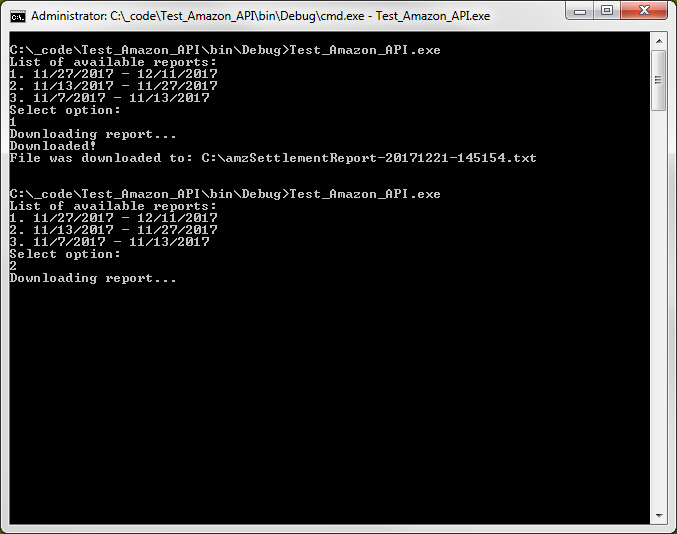 Administrator: C:\_code\Test_Amazon_API\bin\Debug\cmd.exe - Test_Amazon_API.exe
C:\_code\Test_Amazon_API\bin\Debug>Test_Amazon_API.exe
List of available reports:
1. 11/27/2017 - 12/11/2017
2. 11/13/2017 - 11/27/2017
3. 11/7/2017 - 11/13/2017
Select option:
1
Downloading report...
Downloaded!
File was downloaded to: C:\amzSettlementReport-20171221-145154.txt
C:\_code\Test_Amazon_API\bin\Debug>Test_Amazon_API.exe
List of available reports:
1. 11/27/2017 - 12/11/2017
2. 11/13/2017 - 11/27/2017
3. 11/7/2017 - 11/13/2017
Select option:
2
Downloading report...